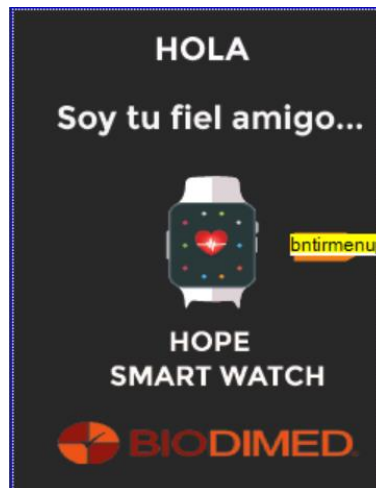 HOLA
Soy tu fiel amigo...
bntirmenu
HOPE
SMART WATCH
BIODIMED